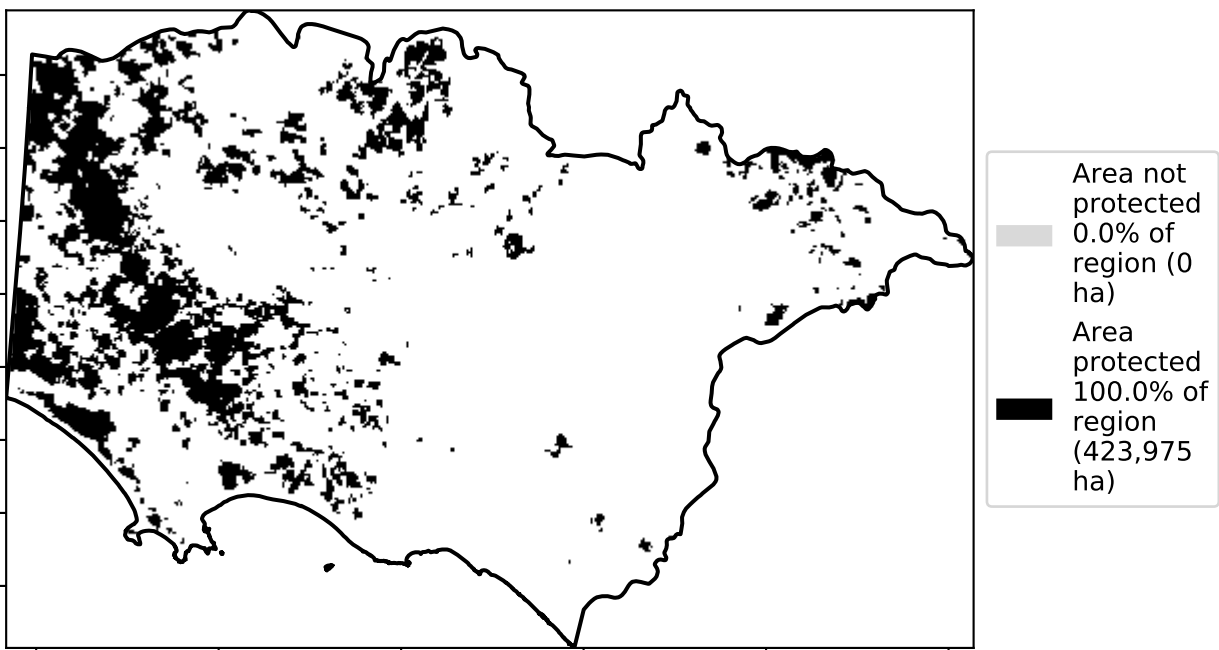 Area not
protected
0.0% of
region (0
ha)
Area
protected
100.0% of
region
(423,975
ha)